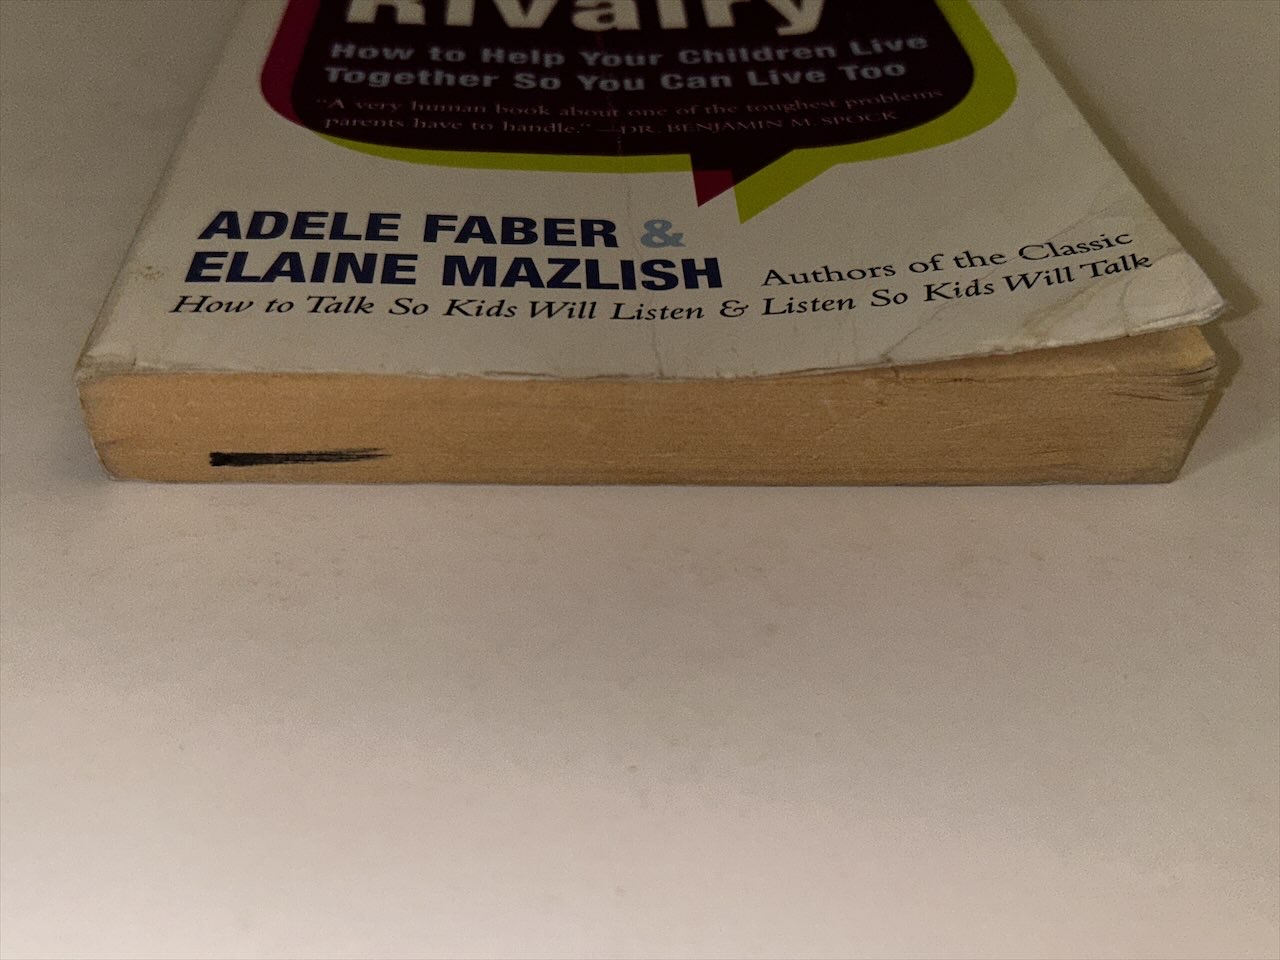 Rivalry
How to Help Your Children Live
Together So You Can Live Too
"A very human book about one of the toughest problems
parents have to handle." —DR. BENJAMIN M. SPOCK
ADELE FABER &
ELAINE MAZLISH Authors of the Classic
How to Talk So Kids Will Listen & Listen So Kids Will Talk